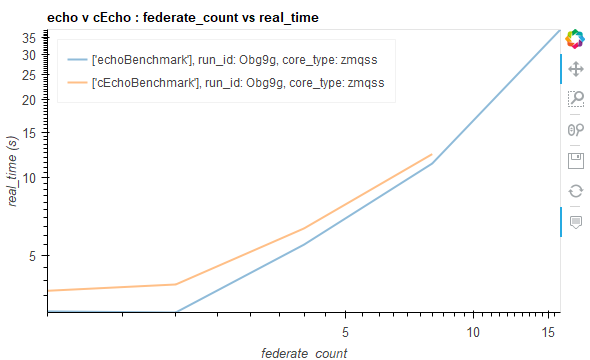 echo v cEcho : federate_count vs real_time
['echoBenchmark'], run_id: Obg9g, core_type: zmqss
['cEchoBenchmark'], run_id: Obg9g, core_type: zmqss
real_time (s)
35
30
25
20
15
10
5
5
10
15
federate_count